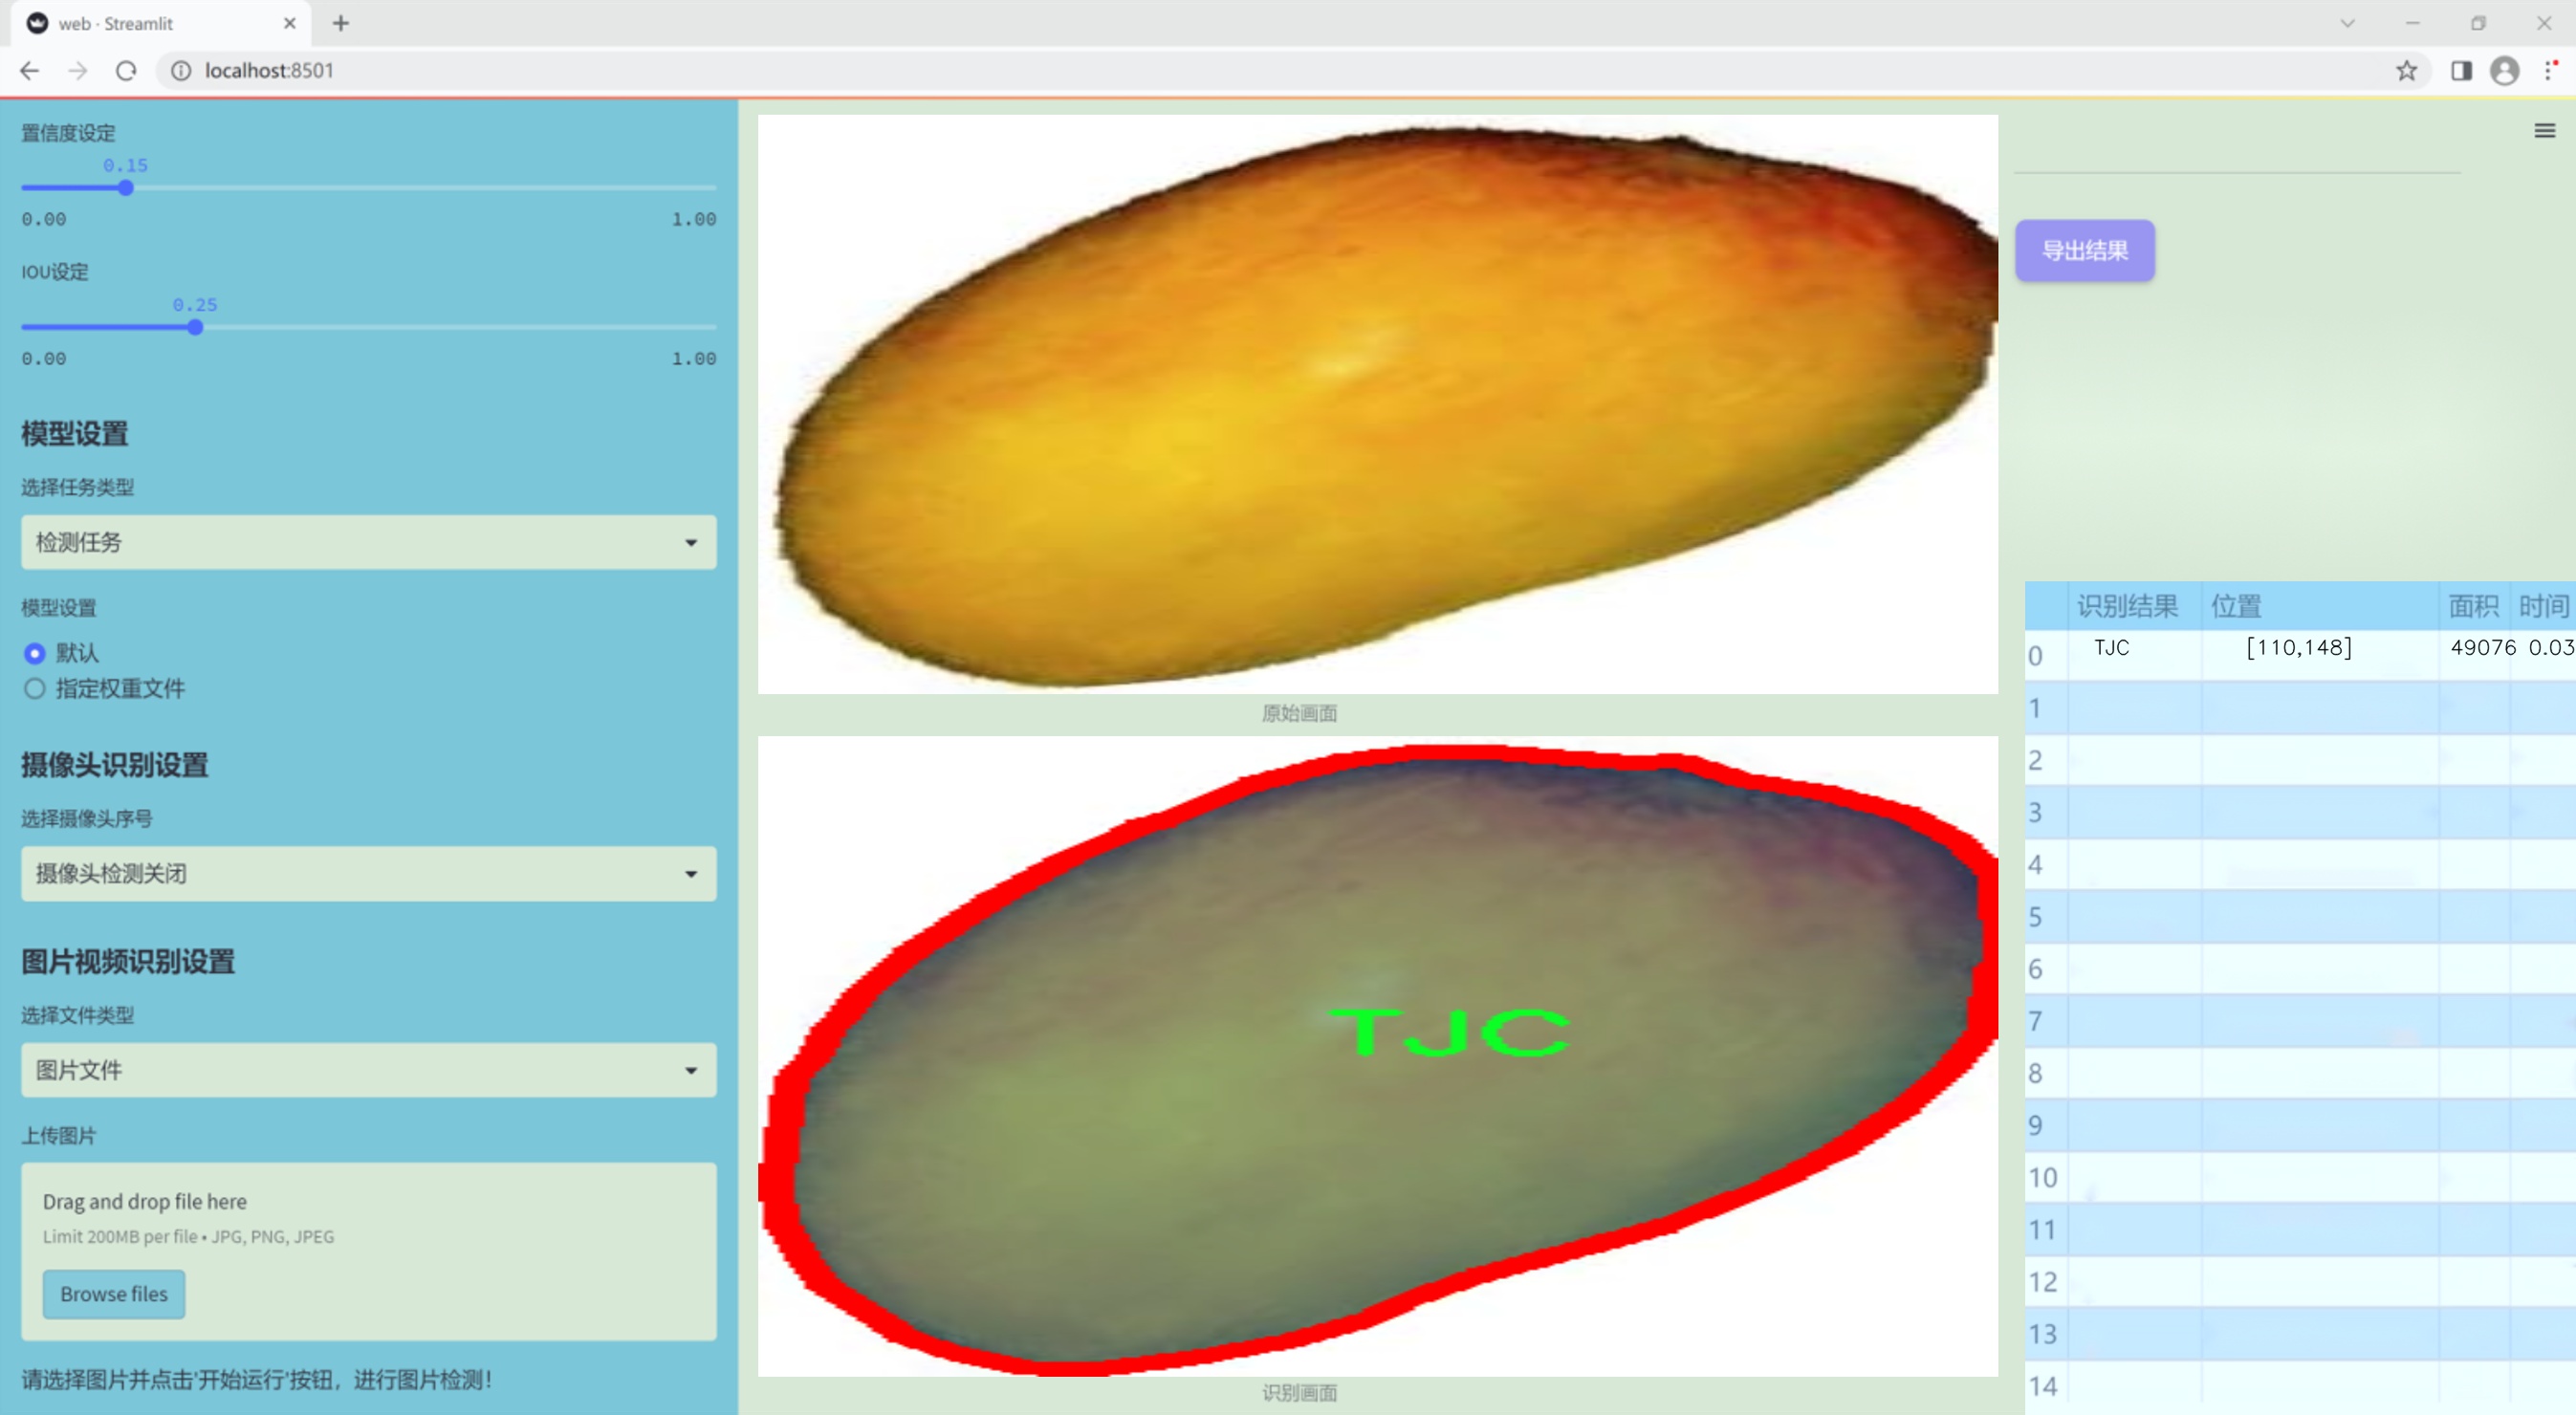 web · Streamlit
localhost:8501
置信度设定
0.15
0.00 1.00
IOU设定
0.25
0.00 1.00
模型设置
选择任务类型
检测任务
模型设置
默认
指定权重文件
摄像头识别设置
选择摄像头序号
摄像头检测关闭
图片视频识别设置
选择文件类型
图片文件
上传图片
Drag and drop file here
Limit 200MB per file • JPG, PNG, JPEG
Browse files
请选择图片并点击'开始运行'按钮，进行图片检测！
原始画面
TJC
识别画面
导出结果
识别结果 位置 面积 时间
0 TJC [110,148] 49076 0.03
1
2
3
4
5
6
7
8
9
10
11
12
13
14